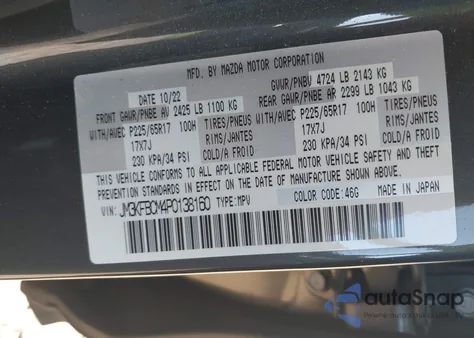 MFD. BY MAZDA MOTOR CORPORATION
DATE 10/22
GVWR/PNBV 4724 LB 2143 KG
FRONT GAWR/PNBE AV 2425 LB 1100 KG
REAR GAWR/PNBE AR 2299 LB 1043 KG
WITH/AVEC P225/65R17 100H TIRES/PNEUS
WITH/AVEC P225/65R17 100H TIRES/PNEUS
17X7J RIMS/JANTES
17X7J RIMS/JANTES
230 KPA/34 PSI COLD/A FROID
230 KPA/34 PSI COLD/A FROID
THIS VEHICLE CONFORMS TO ALL APPLICABLE FEDERAL MOTOR VEHICLE SAFETY AND THEFT
PREVENTION STANDARDS IN EFFECT ON THE DATE OF MANUFACTURE SHOWN ABOVE.
VIN: JM3KFBCM4P0138160 TYPE:MPV
COLOR CODE:46G MADE IN JAPAN
autoSnap